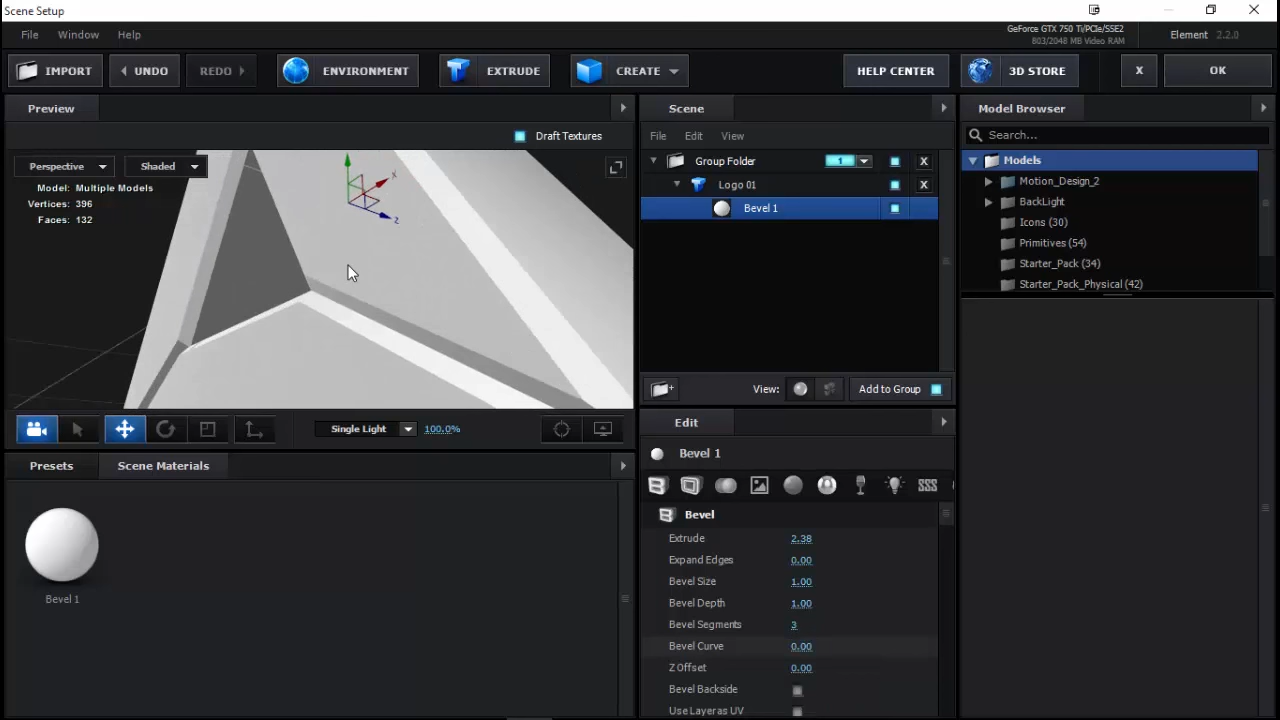 Scene Setup
File Window Help
GeForce GTX 750 Ti/PCIe/SSE2
803/2048 MB Video RAM
Element 2.2.0
IMPORT UNDO REDO ENVIRONMENT EXTRUDE CREATE HELP CENTER 3D STORE X OK
Preview
Draft Textures
Perspective Shaded
Model: Multiple Models
Vertices: 396
Faces: 132
X
Z
Single Light 100.0%
Presets Scene Materials
Bevel 1
Scene
File Edit View
Group Folder 1 X
Logo 01 X
Bevel 1
View: Add to Group
Edit
Bevel 1
Bevel
Extrude 2.38
Expand Edges 0.00
Bevel Size 1.00
Bevel Depth 1.00
Bevel Segments 3
Bevel Curve 0.00
Z Offset 0.00
Bevel Backside
Use Layeras UV
Model Browser
Search...
Models
Motion_Design_2
BackLight
Icons (30)
Primitives (54)
Starter_Pack (34)
Starter_Pack_Physical (42)